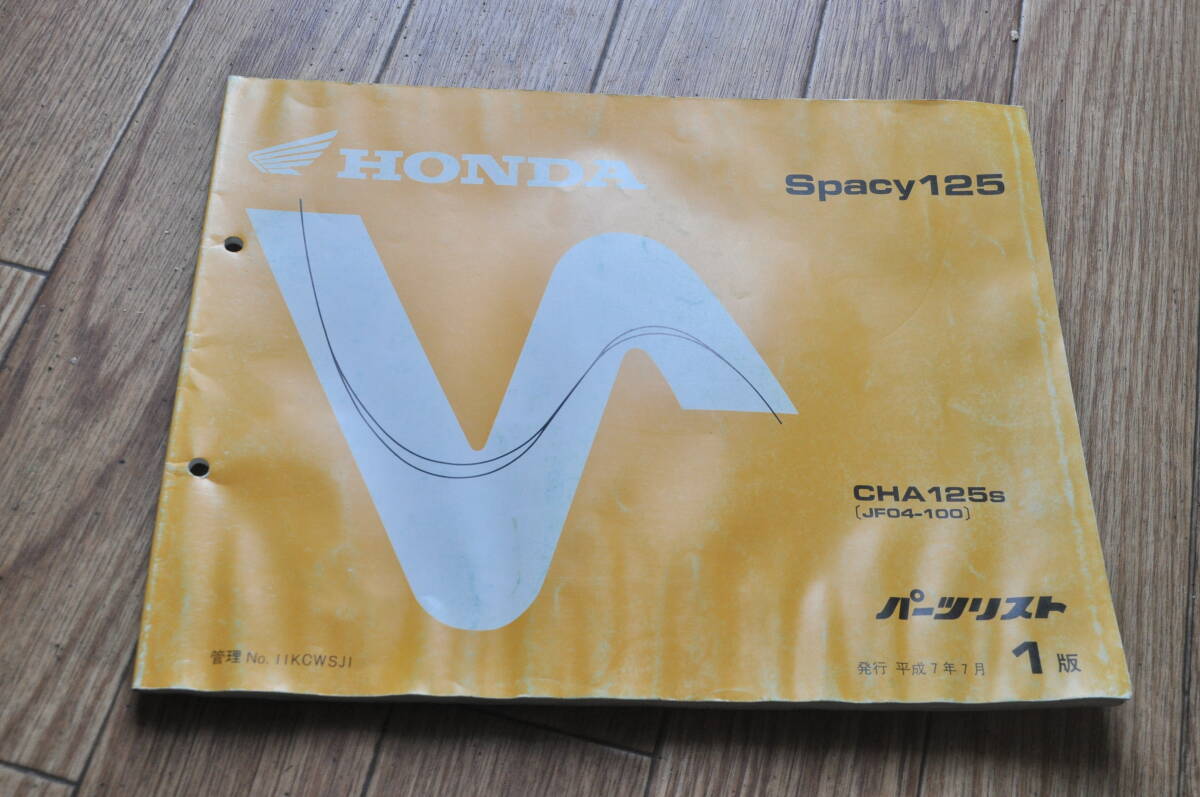 HONDA
Spacy125
CHA125s
(JF04-100)
パーツリスト
管理 No. 11KCWSJ1
発行 平成7年7月 1版